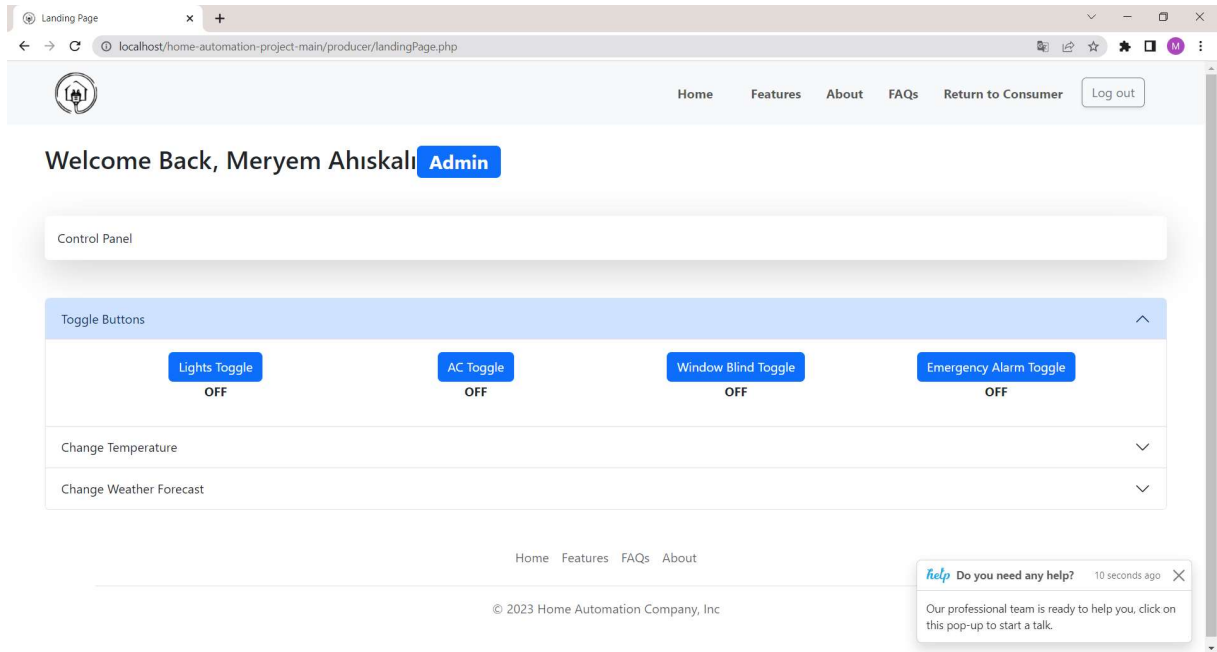 Landing Page
localhost/home-automation-project-main/producer/landingPage.php
M
Home Features About FAQs Return to Consumer Log out
Welcome Back, Meryem Ahıskalı Admin
Control Panel
Toggle Buttons
Lights Toggle AC Toggle Window Blind Toggle Emergency Alarm Toggle
OFF OFF OFF OFF
Change Temperature
Change Weather Forecast
Home Features FAQs About
© 2023 Home Automation Company, Inc
help Do you need any help? 10 seconds ago
Our professional team is ready to help you, click on
this pop-up to start a talk.